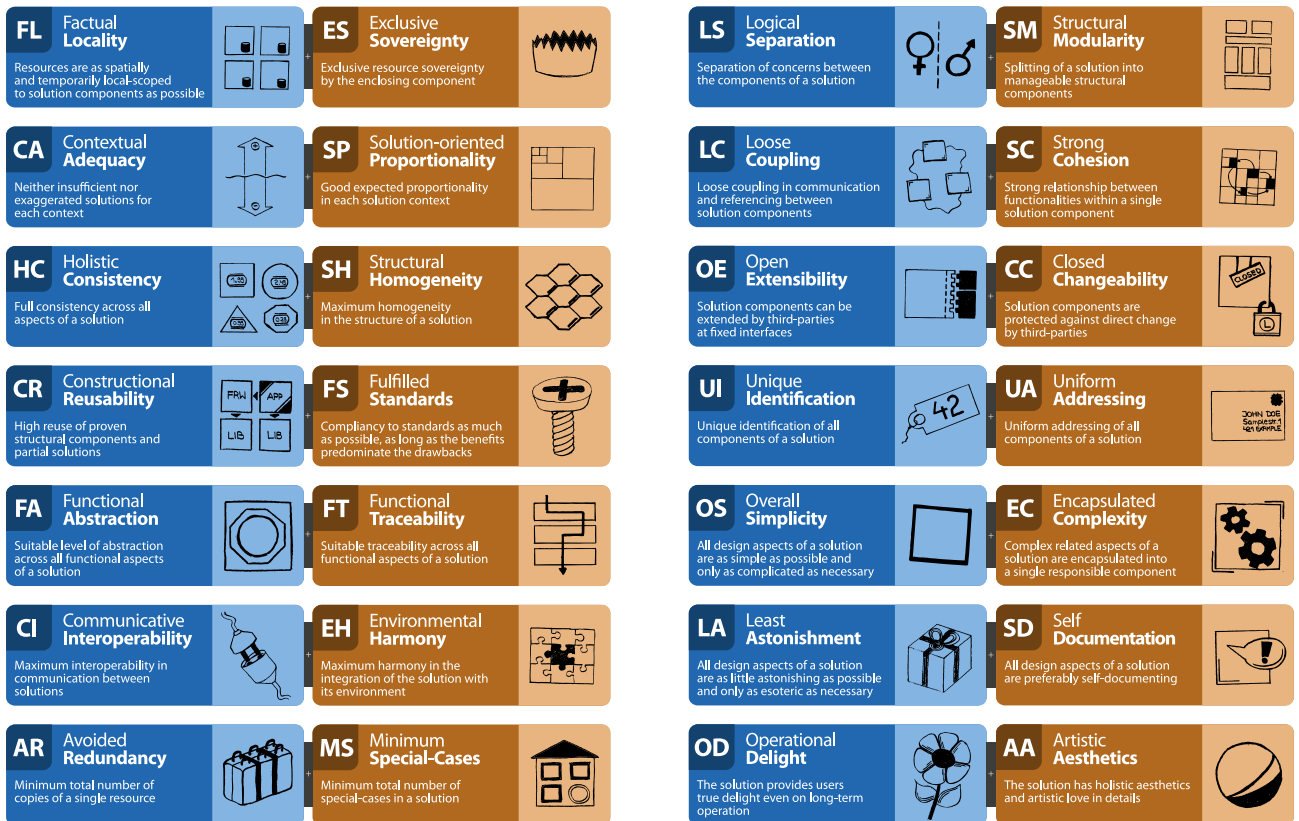 FL
Factual
Locality
Resources are as spatially
and temporarily local-scoped
to solution components as possible
+
ES
Exclusive
Sovereignty
Exclusive resource sovereignty
by the enclosing component
CA
Contextual
Adequacy
Neither insufficient nor
exaggerated solutions for
each context
+
SP
Solution-oriented
Proportionality
Good expected proportionality
in each solution context
HC
Holistic
Consistency
Full consistency across all
aspects of a solution
+
SH
Structural
Homogeneity
Maximum homogeneity
in the structure of a solution
CR
Constructional
Reusability
High reuse of proven
structural components and
partial solutions
FRW
APP
LIB
LIB
+
FS
Fulfilled
Standards
Compliancy to standards as much
as possible, as long as the benefits
predominate the drawbacks
FA
Functional
Abstraction
Suitable level of abstraction
across all functional aspects
of a solution
+
FT
Functional
Traceability
Suitable traceability across all
functional aspects of a solution
CI
Communicative
Interoperability
Maximum interoperability in
communication between
solutions
+
EH
Environmental
Harmony
Maximum harmony in the
integration of the solution with
its environment
AR
Avoided
Redundancy
Minimum total number of
copies of a single resource
+
MS
Minimum
Special-Cases
Minimum total number of
special-cases in a solution
LS
Logical
Separation
Separation of concerns between
the components of a solution
+
SM
Structural
Modularity
Splitting of a solution into
manageable structural
components
LC
Loose
Coupling
Loose coupling in communication
and referencing between
solution components
+
SC
Strong
Cohesion
Strong relationship between
functionalities within a single
solution component
OE
Open
Extensibility
Solution components can be
extended by third-parties
at fixed interfaces
+
CC
Closed
Changeability
Solution components are
protected against direct change
by third-parties
CLOSED
L
UI
Unique
Identification
Unique identification of all
components of a solution
42
+
UA
Uniform
Addressing
Uniform addressing of all
components of a solution
JOHN DOE
Samplestr. 1
EXAMPLE
OS
Overall
Simplicity
All design aspects of a solution
are as simple as possible and
only as complicated as necessary
+
EC
Encapsulated
Complexity
Complex related aspects of a
solution are encapsulated into
a single responsible component
LA
Least
Astonishment
All design aspects of a solution
are as little astonishing as possible
and only as esoteric as necessary
+
SD
Self
Documentation
All design aspects of a solution
are preferably self-documenting
!
OD
Operational
Delight
The solution provides users
true delight even on long-term
operation
+
AA
Artistic
Aesthetics
The solution has holistic aesthetics
and artistic love in details